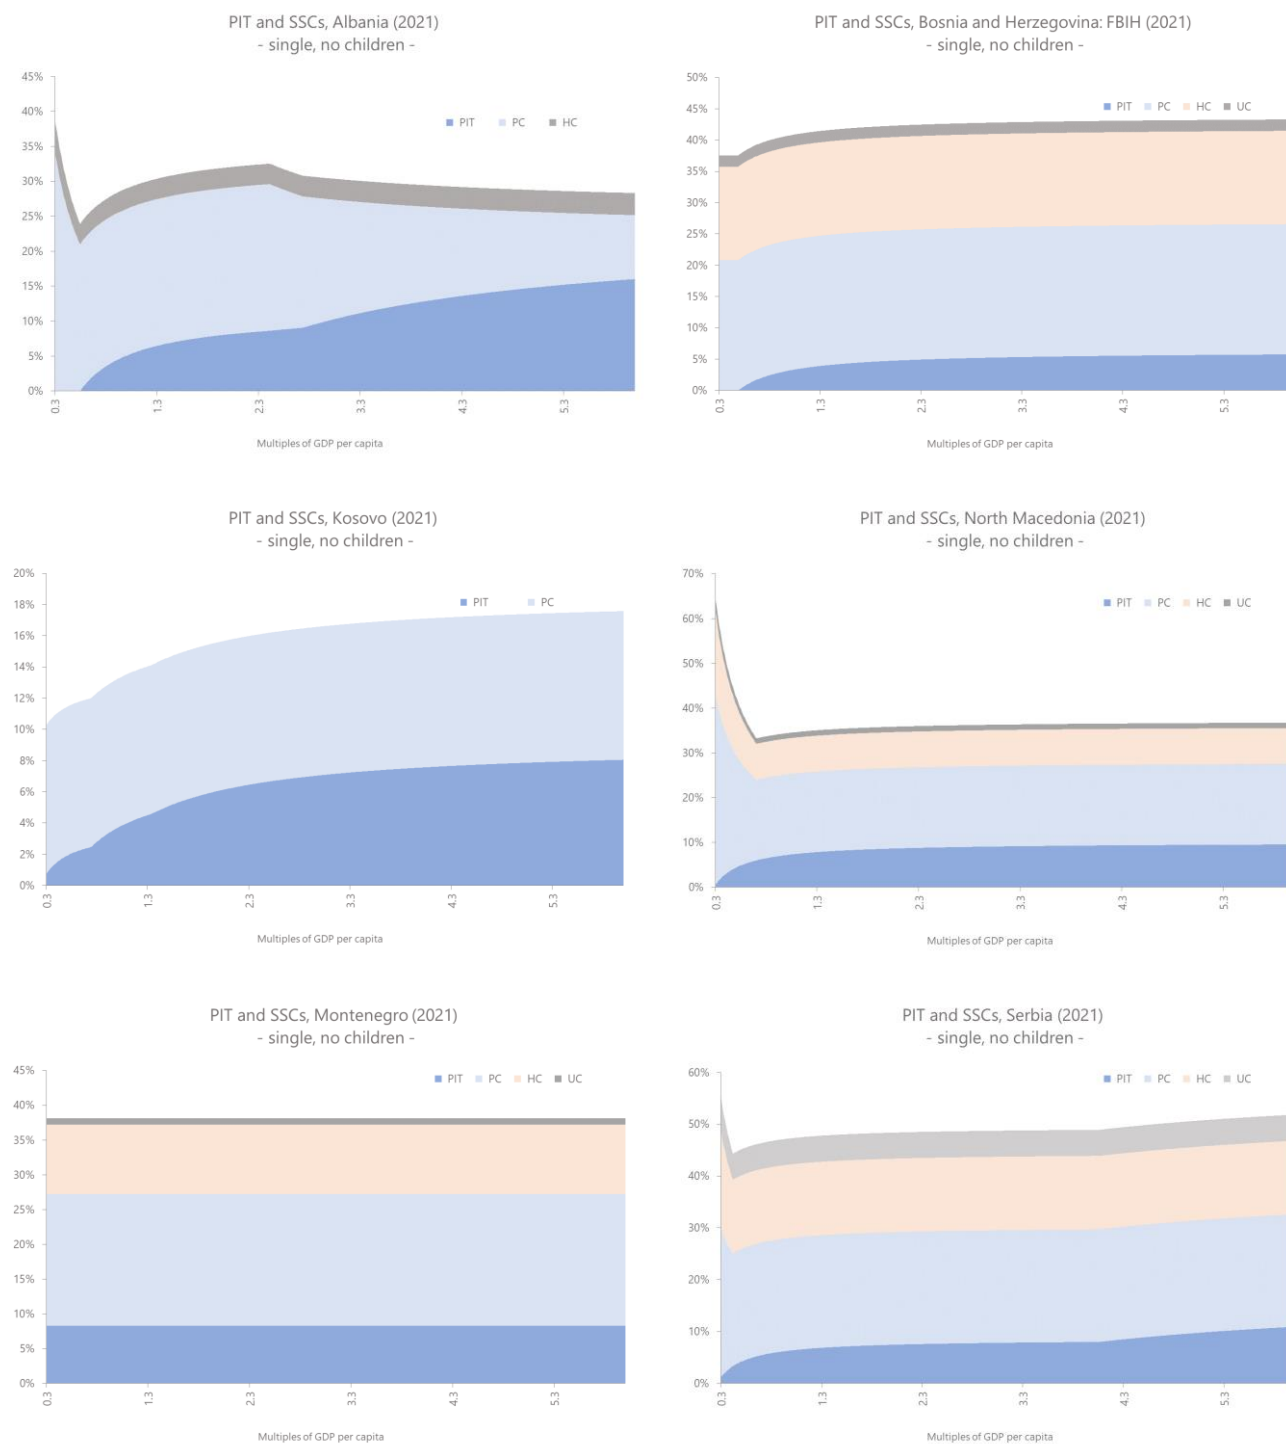 PIT and SSCs, Albania (2021)
- single, no children -
45%
40%
35%
30%
25%
20%
15%
10%
5%
0%
PIT PC HC
0.3 1.3 2.3 3.3 4.3 5.3
Multiples of GDP per capita
PIT and SSCs, Bosnia and Herzegovina: FBIH (2021)
- single, no children -
50%
45%
40%
35%
30%
25%
20%
15%
10%
5%
0%
PIT PC HC UC
0.3 1.3 2.3 3.3 4.3 5.3
Multiples of GDP per capita
PIT and SSCs, Kosovo (2021)
- single, no children -
20%
18%
16%
14%
12%
10%
8%
6%
4%
2%
0%
PIT PC
0.3 1.3 2.3 3.3 4.3 5.3
Multiples of GDP per capita
PIT and SSCs, North Macedonia (2021)
- single, no children -
70%
60%
50%
40%
30%
20%
10%
0%
PIT PC HC UC
0.3 1.3 2.3 3.3 4.3 5.3
Multiples of GDP per capita
PIT and SSCs, Montenegro (2021)
- single, no children -
45%
40%
35%
30%
25%
20%
15%
10%
5%
0%
PIT PC HC UC
0.3 1.3 2.3 3.3 4.3 5.3
Multiples of GDP per capita
PIT and SSCs, Serbia (2021)
- single, no children -
60%
50%
40%
30%
20%
10%
0%
PIT PC HC UC
0.3 1.3 2.3 3.3 4.3 5.3
Multiples of GDP per capita